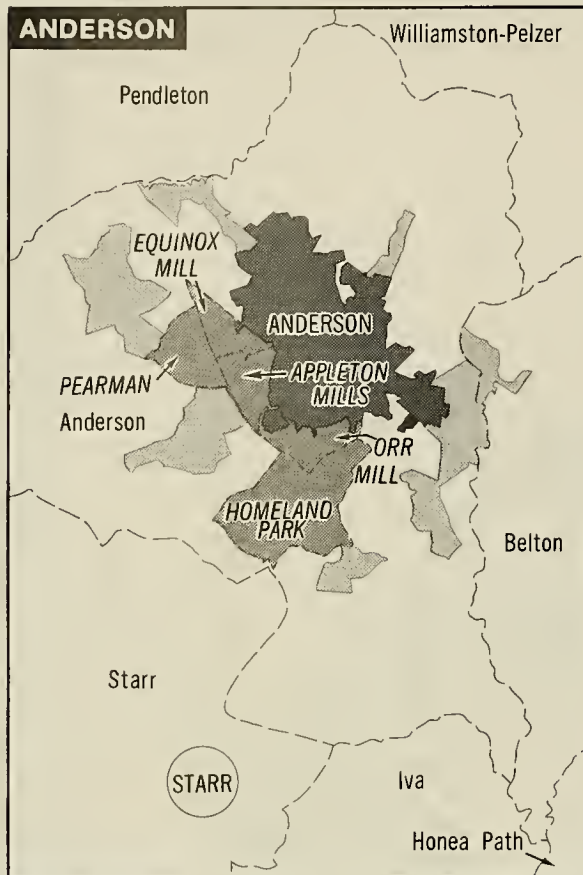 ANDERSON
Williamston-Pelzer
Pendleton
EQUINOX
MILL
ANDERSON
PEARMAN
APPLETON
MILLS
Anderson
ORR
MILL
HOMELAND
PARK
Belton
Starr
STARR
Iva
Honea Path